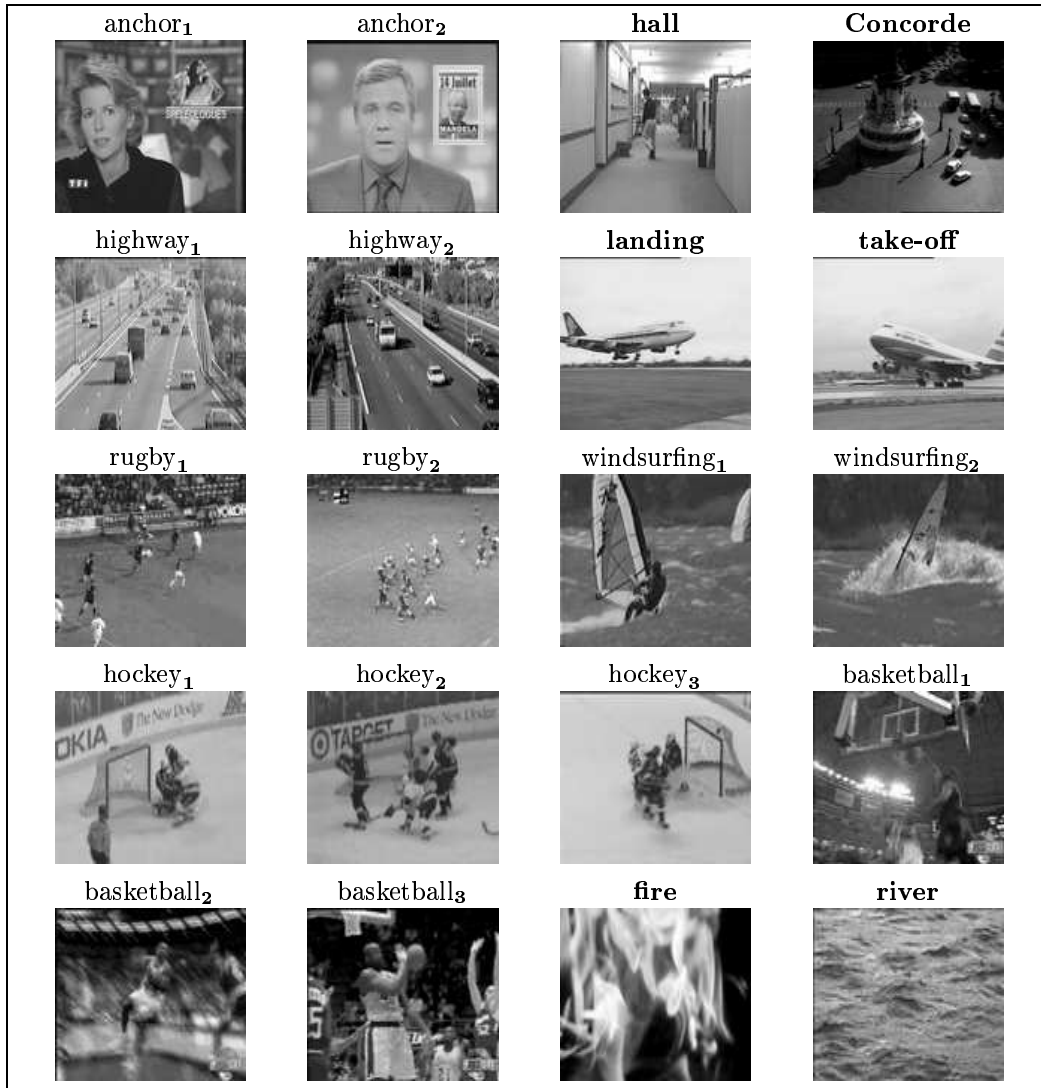 anchor₁ anchor₂ hall Concorde
SPELEOLOGUES
14 Juillet
MANDELA
TF1
highway₁ highway₂ landing take-off
rugby₁ rugby₂ windsurfing₁ windsurfing₂
hockey₁ hockey₂ hockey₃ basketball₁
OKIA
The New Dodge
TARGET
The New Dodge
basketball₂ basketball₃ fire river